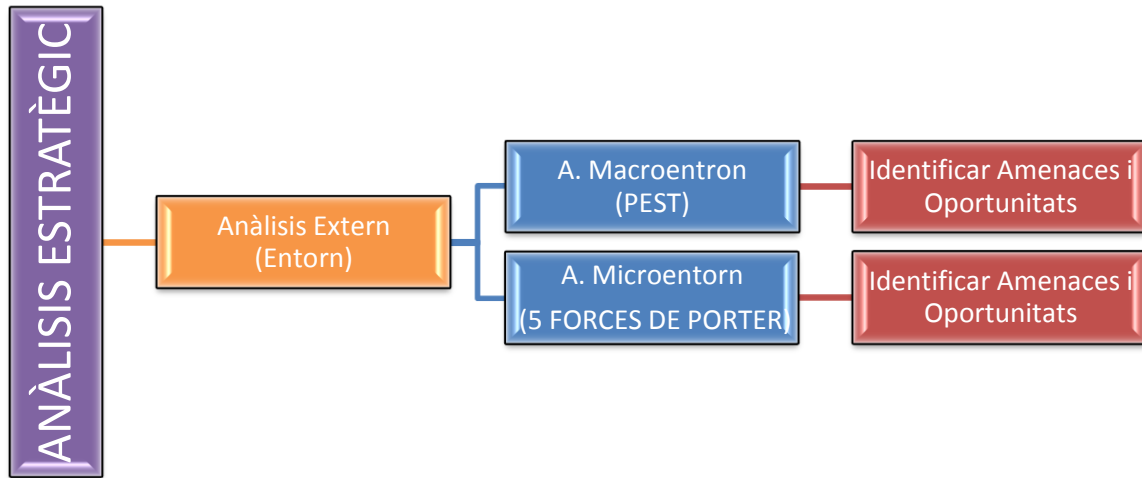 ANÀLISIS ESTRATÈGIC
Anàlisis Extern
(Entorn)
A. Macroentron
(PEST)
Identificar Amenaces i
Oportunitats
A. Microentorn
(5 FORCES DE PORTER)
Identificar Amenaces i
Oportunitats